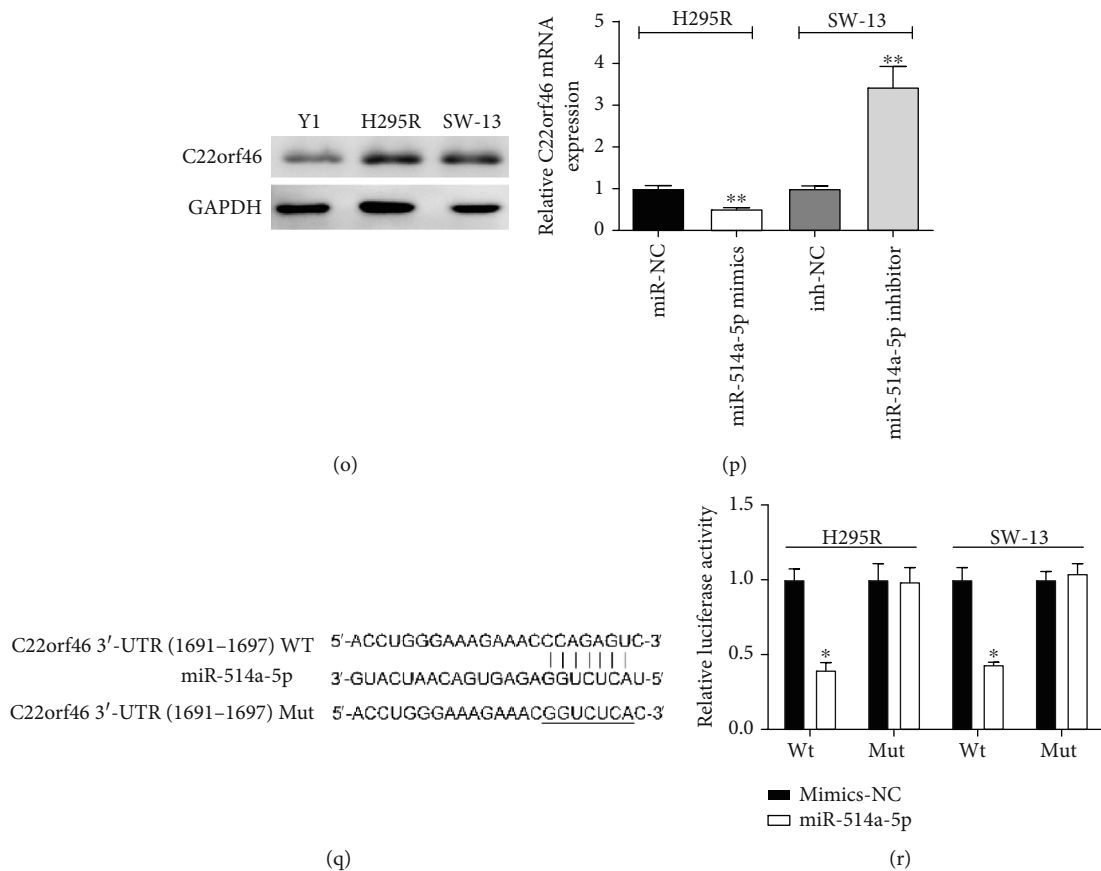 Y1 H295R SW-13
C22orf46
GAPDH
(o)
Relative C22orf46 mRNA
expression
5
4
3
2
1
0
H295R SW-13
**
**
miR-NC
miR-514a-5p mimics
inh-NC
miR-514a-5p inhibitor
(p)
C22orf46 3′-UTR (1691–1697) WT 5′-ACCUGGGAAAGAAACCCAGAGUC-3′
miR-514a-5p 3′-GUACUAACAGUGAGAGGUCUCAU-5′
C22orf46 3′-UTR (1691–1697) Mut 5′-ACCUGGGAAAGAAACGGUCUCAC-3′
(q)
Relative luciferase activity
1.5
1.0
0.5
0.0
H295R SW-13
*
*
Wt Mut Wt Mut
Mimics-NC
miR-514a-5p
(r)